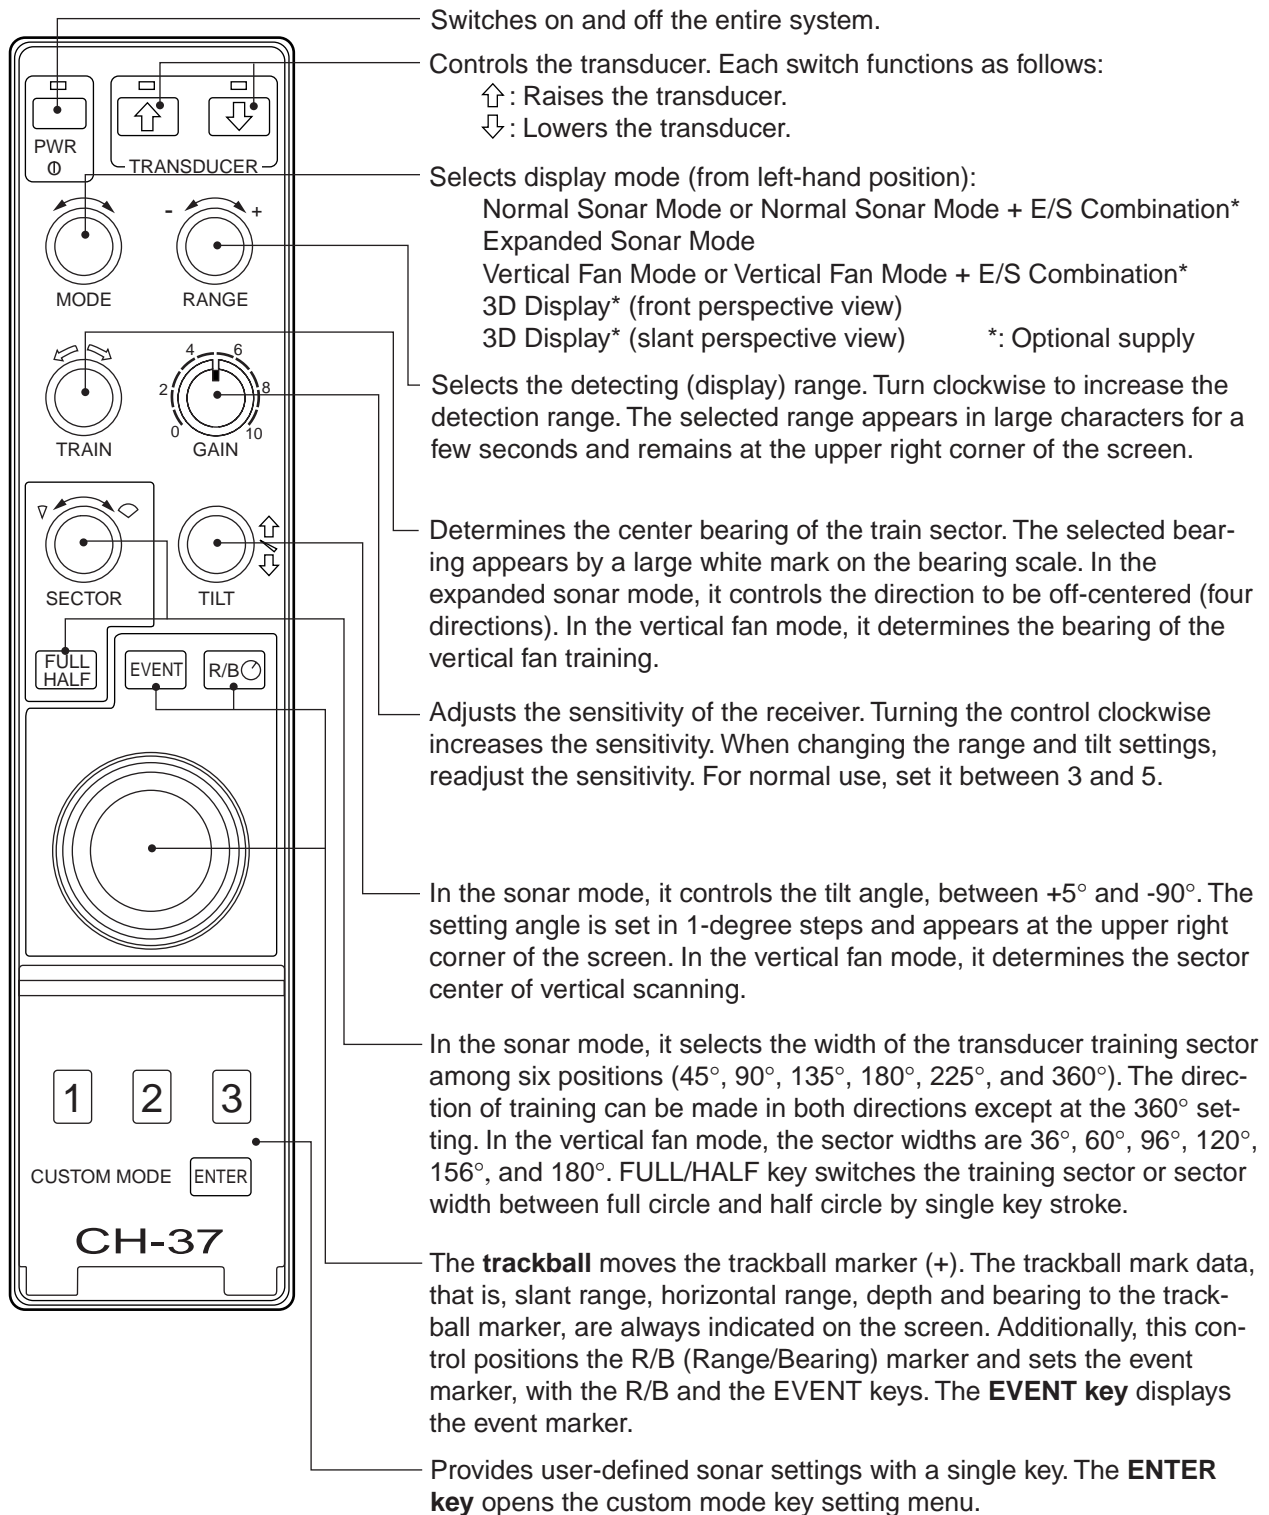 Switches on and off the entire system.
Controls the transducer. Each switch functions as follows:
⇧ : Raises the transducer.
⇩ : Lowers the transducer.
Selects display mode (from left-hand position):
Normal Sonar Mode or Normal Sonar Mode + E/S Combination*
Expanded Sonar Mode
Vertical Fan Mode or Vertical Fan Mode + E/S Combination*
3D Display* (front perspective view)
3D Display* (slant perspective view) *: Optional supply
Selects the detecting (display) range. Turn clockwise to increase the
detection range. The selected range appears in large characters for a
few seconds and remains at the upper right corner of the screen.
Determines the center bearing of the train sector. The selected bear-
ing appears by a large white mark on the bearing scale. In the
expanded sonar mode, it controls the direction to be off-centered (four
directions). In the vertical fan mode, it determines the bearing of the
vertical fan training.
Adjusts the sensitivity of the receiver. Turning the control clockwise
increases the sensitivity. When changing the range and tilt settings,
readjust the sensitivity. For normal use, set it between 3 and 5.
In the sonar mode, it controls the tilt angle, between +5° and -90°. The
setting angle is set in 1-degree steps and appears at the upper right
corner of the screen. In the vertical fan mode, it determines the sector
center of vertical scanning.
In the sonar mode, it selects the width of the transducer training sector
among six positions (45°, 90°, 135°, 180°, 225°, and 360°). The direc-
tion of training can be made in both directions except at the 360° set-
ting. In the vertical fan mode, the sector widths are 36°, 60°, 96°, 120°,
156°, and 180°. FULL/HALF key switches the training sector or sector
width between full circle and half circle by single key stroke.
The trackball moves the trackball marker (+). The trackball mark data,
that is, slant range, horizontal range, depth and bearing to the track-
ball marker, are always indicated on the screen. Additionally, this con-
trol positions the R/B (Range/Bearing) marker and sets the event
marker, with the R/B and the EVENT keys. The EVENT key displays
the event marker.
Provides user-defined sonar settings with a single key. The ENTER
key opens the custom mode key setting menu.
PWR
TRANSDUCER
- +
MODE
RANGE
TRAIN
0 2 4 6 8 10
GAIN
SECTOR
TILT
FULL
HALF
EVENT
R/B
1
2
3
CUSTOM MODE
ENTER
CH-37